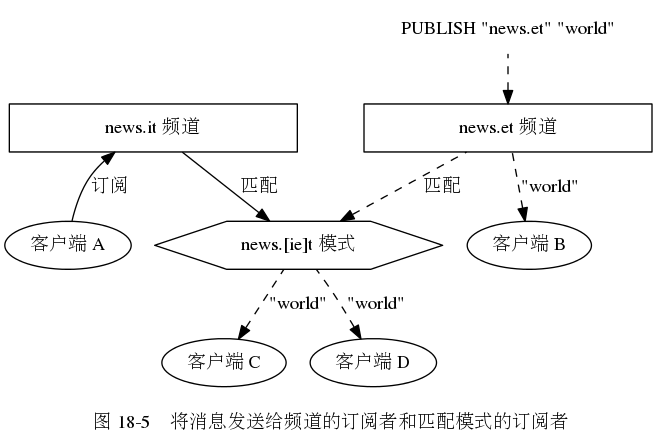 PUBLISH "news.et" "world"
news.it 频道
news.et 频道
订阅
匹配
匹配
"world"
客户端 A
news.[ie]t 模式
客户端 B
"world"
"world"
客户端 C
客户端 D
图 18-5 将消息发送给频道的订阅者和匹配模式的订阅者